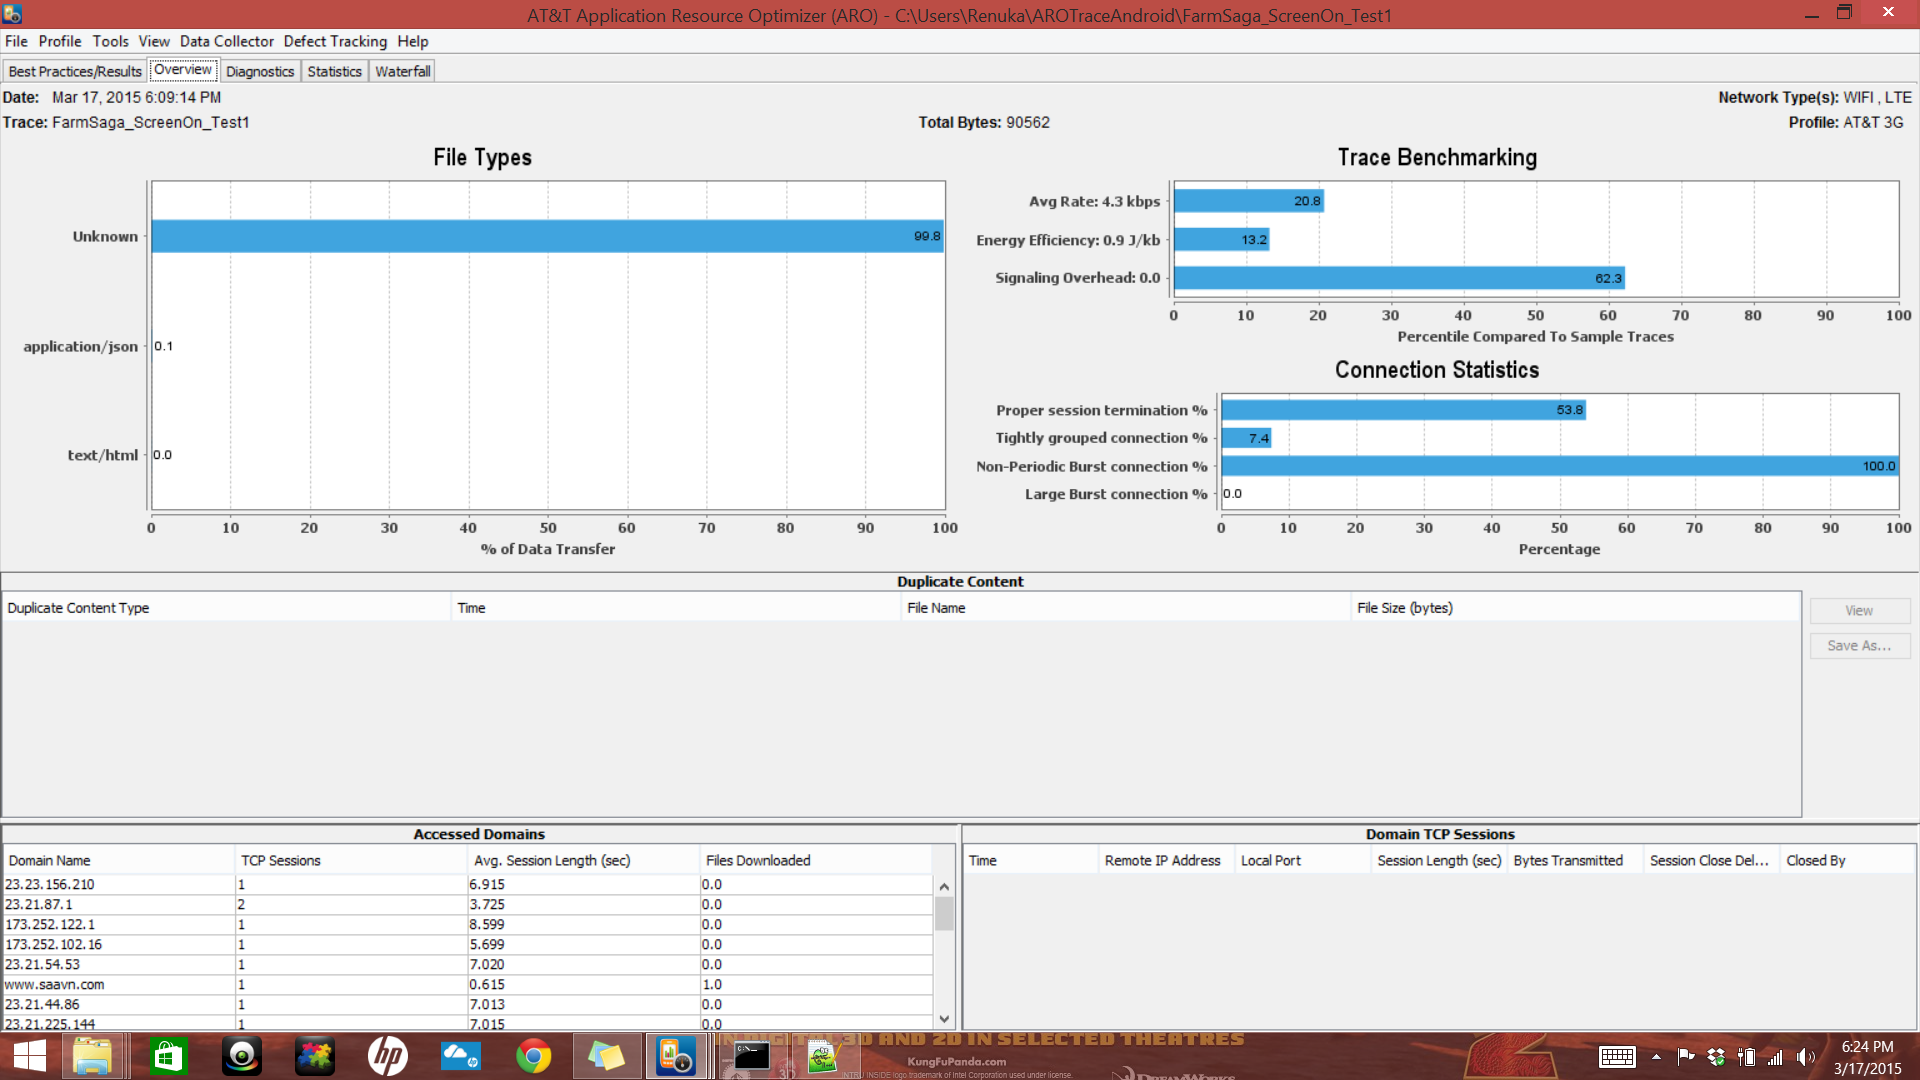 AT&T Application Resource Optimizer (ARO) - C:\Users\Renuka\AROTraceAndroid\FarmSaga_ScreenOn_Test1
File Profile Tools View Data Collector Defect Tracking Help
Best Practices/Results Overview Diagnostics Statistics Waterfall
Date: Mar 17, 2015 6:09:14 PM
Network Type(s): WIFI , LTE
Trace: FarmSaga_ScreenOn_Test1
Total Bytes: 90562
Profile: AT&T 3G
File Types
Unknown 99.8
application/json 0.1
text/html 0.0
0 10 20 30 40 50 60 70 80 90 100
% of Data Transfer
Trace Benchmarking
Avg Rate: 4.3 kbps 20.8
Energy Efficiency: 0.9 J/kb 13.2
Signaling Overhead: 0.0 62.3
0 10 20 30 40 50 60 70 80 90 100
Percentile Compared To Sample Traces
Connection Statistics
Proper session termination % 53.8
Tightly grouped connection % 7.4
Non-Periodic Burst connection % 100.0
Large Burst connection % 0.0
0 10 20 30 40 50 60 70 80 90 100
Percentage
Duplicate Content
Duplicate Content Type Time File Name File Size (bytes)
View
Save As...
Accessed Domains
Domain Name TCP Sessions Avg. Session Length (sec) Files Downloaded
23.23.156.210 1 6.915 0.0
23.21.87.1 2 3.725 0.0
173.252.122.1 1 8.599 0.0
173.252.102.16 1 5.699 0.0
23.21.54.53 1 7.020 0.0
www.saavn.com 1 0.615 1.0
23.21.44.86 1 7.013 0.0
23.21.225.144 1 7.015 0.0
Domain TCP Sessions
Time Remote IP Address Local Port Session Length (sec) Bytes Transmitted Session Close Del... Closed By
IN DIGITAL 3D AND 2D IN SELECTED THEATRES
KungFuPanda.com
INTEL INSIDE logo trademark of Intel Corporation used under license.
DREAMWORKS
hp
6:24 PM
3/17/2015